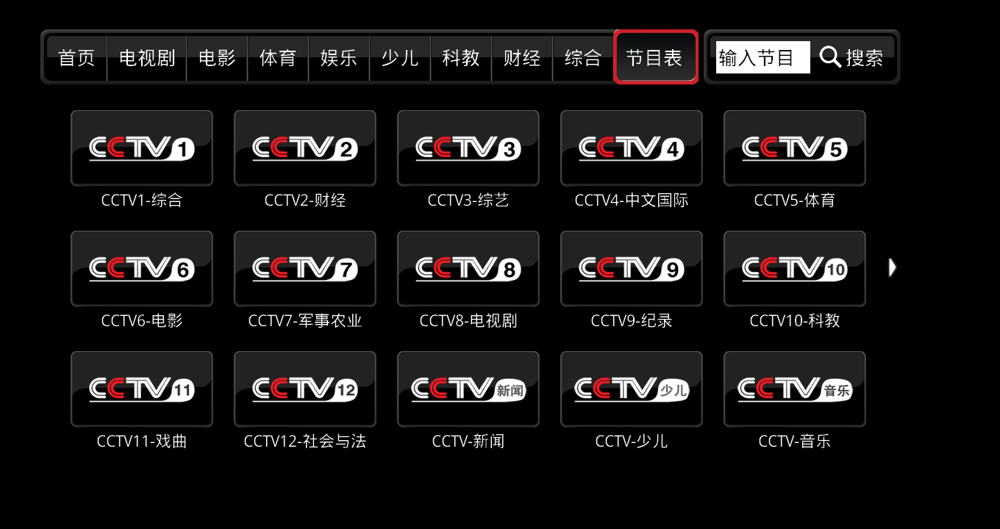 首页 电视剧 电影 体育 娱乐 少儿 科教 财经 综合 节目表 输入节目 搜索
CCTV1 CCTV2 CCTV3 CCTV4 CCTV5
CCTV1-综合 CCTV2-财经 CCTV3-综艺 CCTV4-中文国际 CCTV5-体育
CCTV6 CCTV7 CCTV8 CCTV9 CCTV10
CCTV6-电影 CCTV7-军事农业 CCTV8-电视剧 CCTV9-纪录 CCTV10-科教
CCTV11 CCTV12 CCTV新闻 CCTV少儿 CCTV音乐
CCTV11-戏曲 CCTV12-社会与法 CCTV-新闻 CCTV-少儿 CCTV-音乐